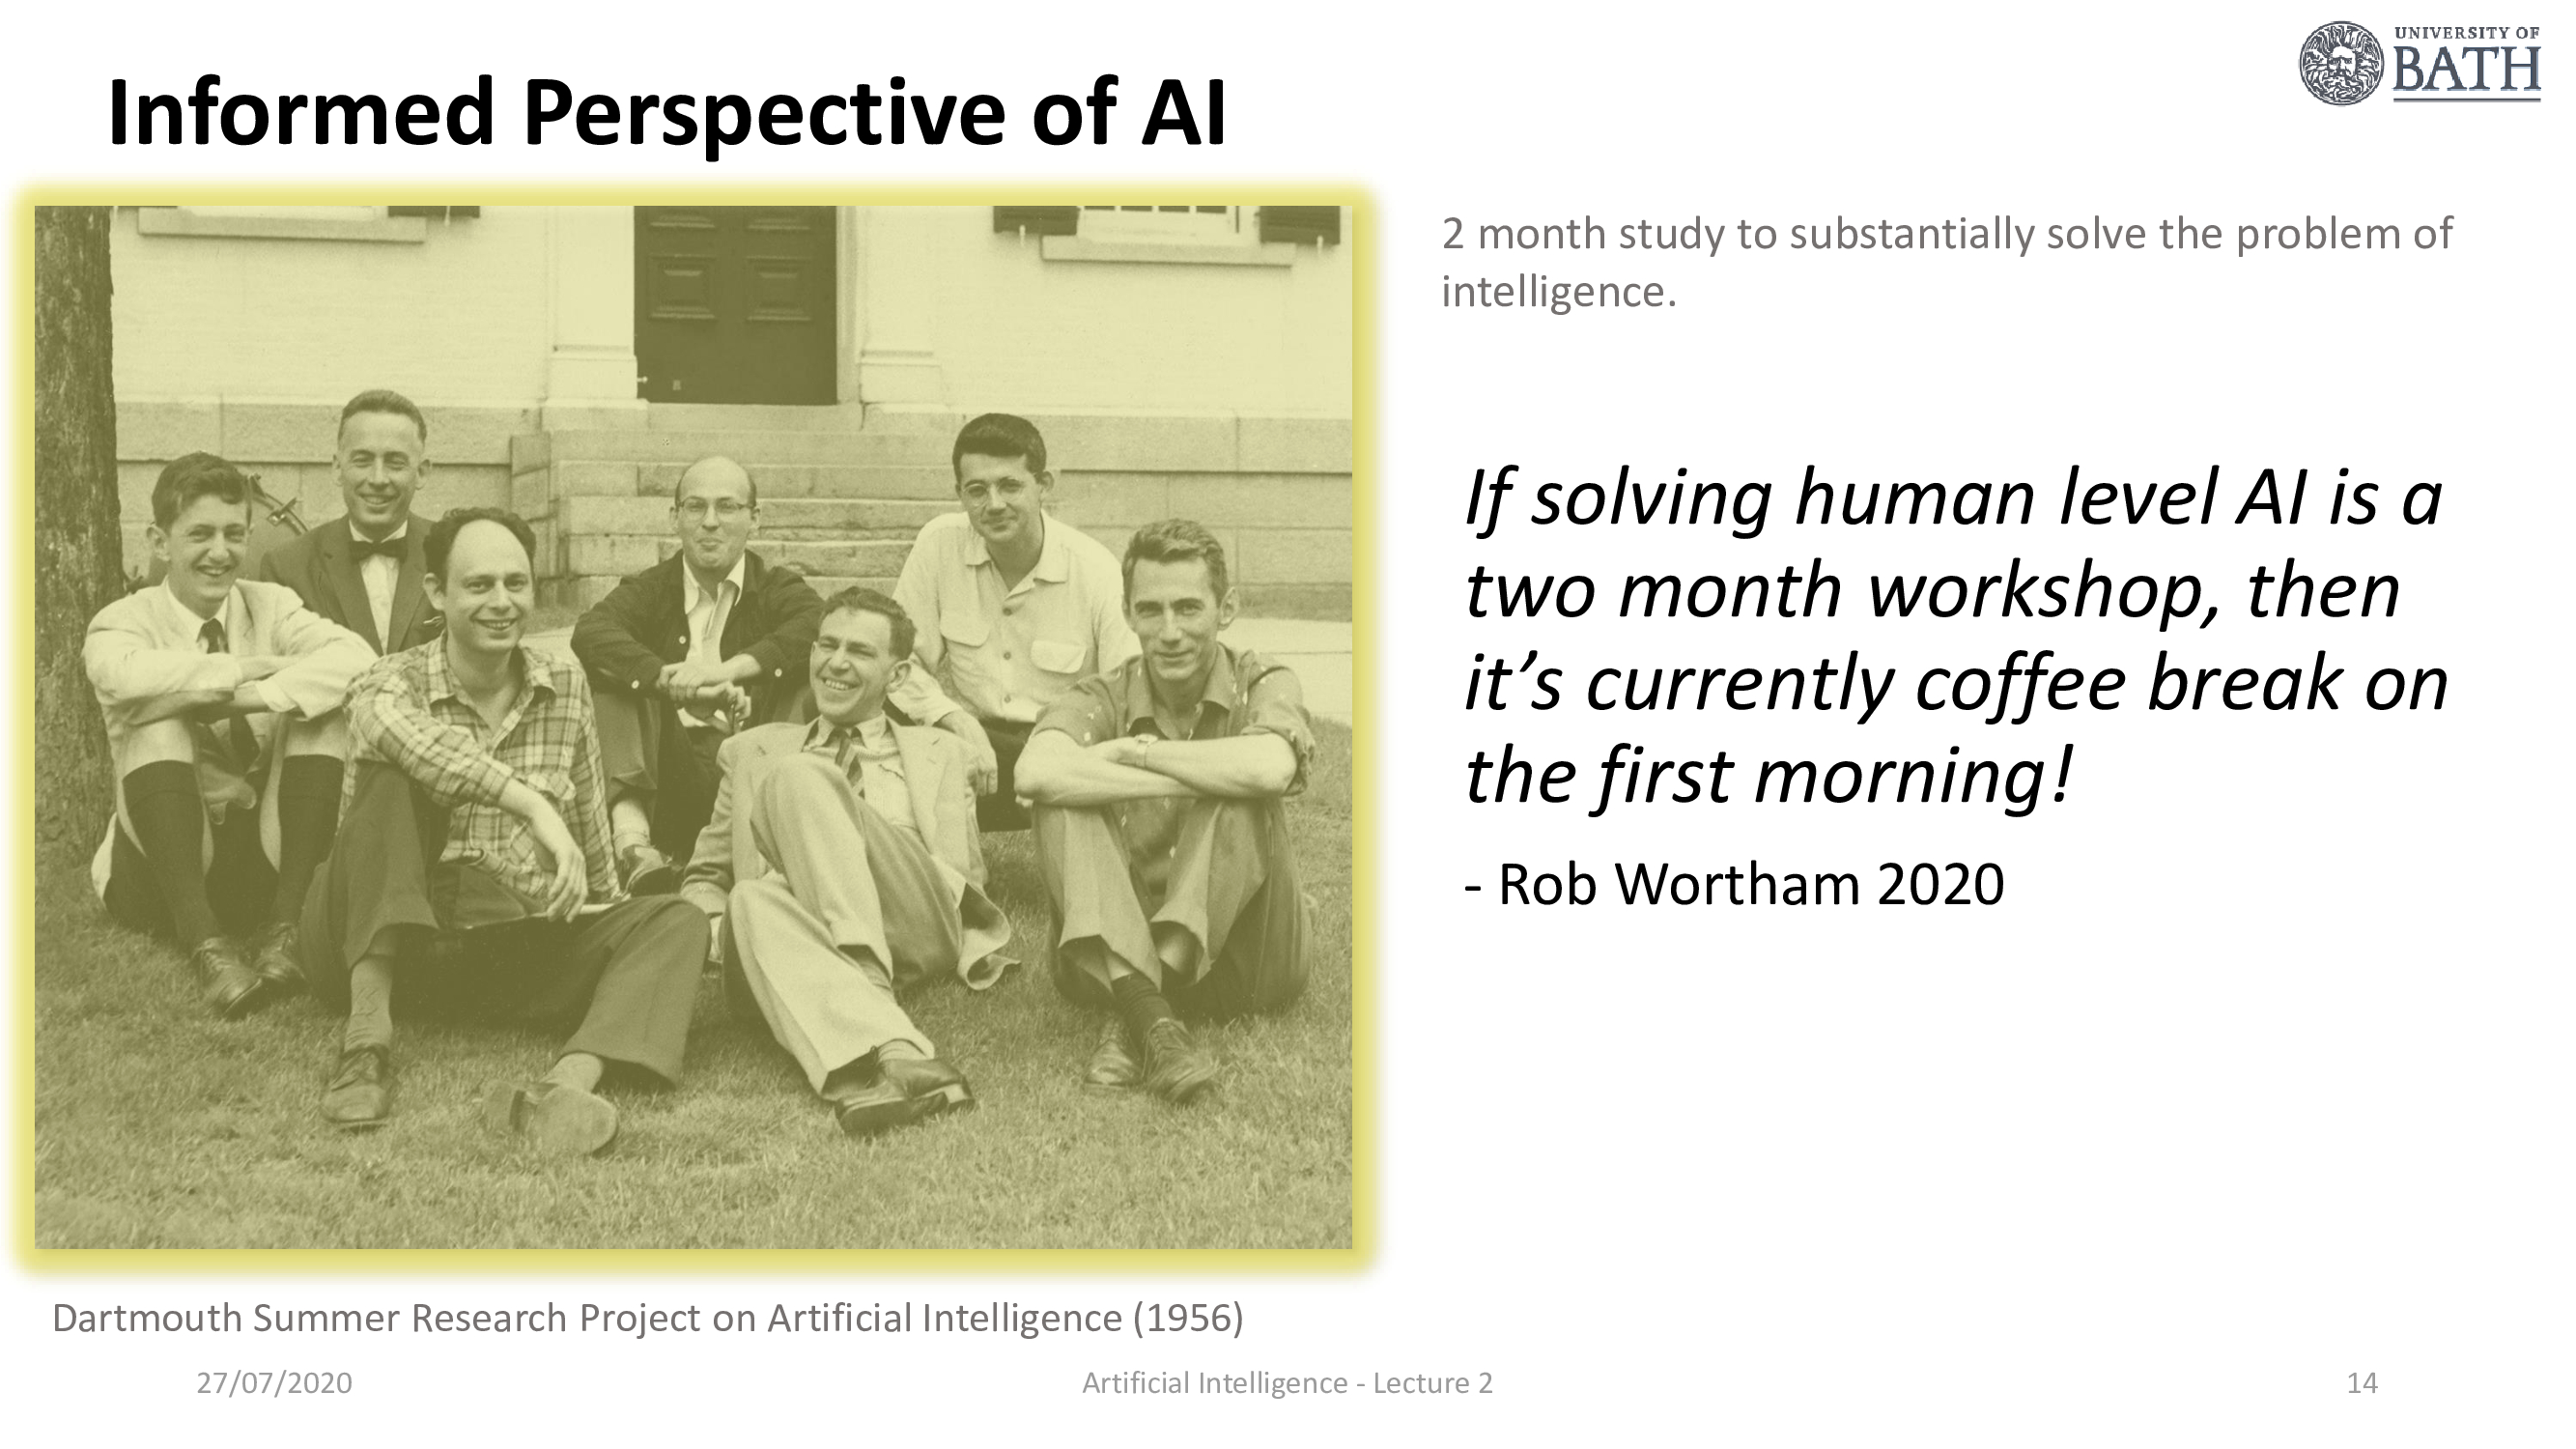 UNIVERSITY OF
BATH
Informed Perspective of AI
2 month study to substantially solve the problem of
intelligence.
If solving human level AI is a
two month workshop, then
it’s currently coffee break on
the first morning!
- Rob Wortham 2020
Dartmouth Summer Research Project on Artificial Intelligence (1956)
27/07/2020
Artificial Intelligence - Lecture 2
14